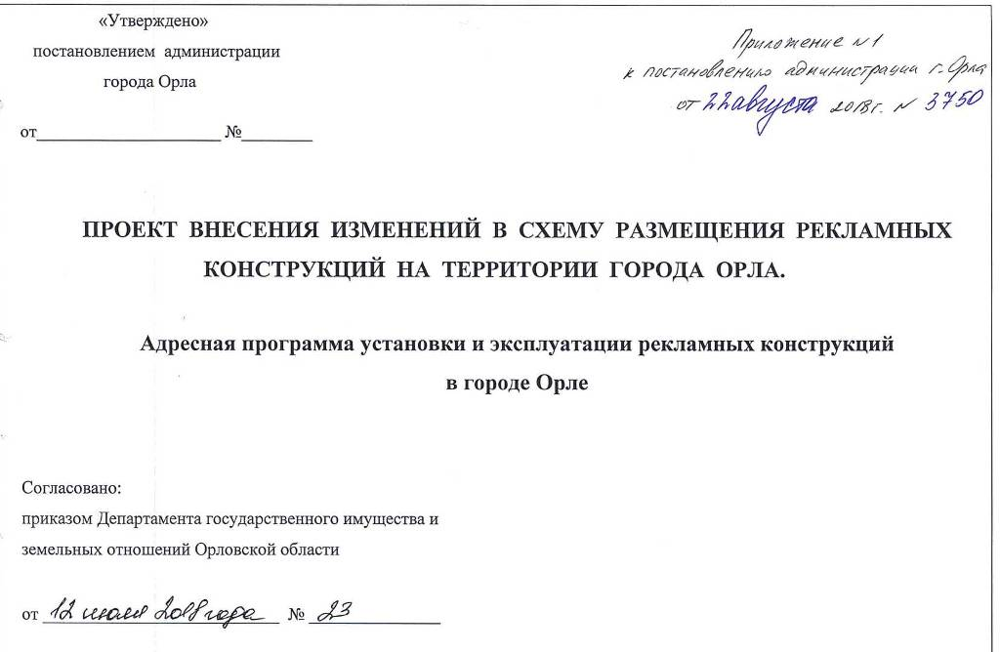 «Утверждено»
постановлением администрации
города Орла
от_____________________ №________
Приложение №1
к постановлению администрации г. Орла
от 22 августа 2018г. № 3750
ПРОЕКТ ВНЕСЕНИЯ ИЗМЕНЕНИЙ В СХЕМУ РАЗМЕЩЕНИЯ РЕКЛАМНЫХ
КОНСТРУКЦИЙ НА ТЕРРИТОРИИ ГОРОДА ОРЛА.
Адресная программа установки и эксплуатации рекламных конструкций
в городе Орле
Согласовано:
приказом Департамента государственного имущества и
земельных отношений Орловской области
от 12 июля 2018 года № 23